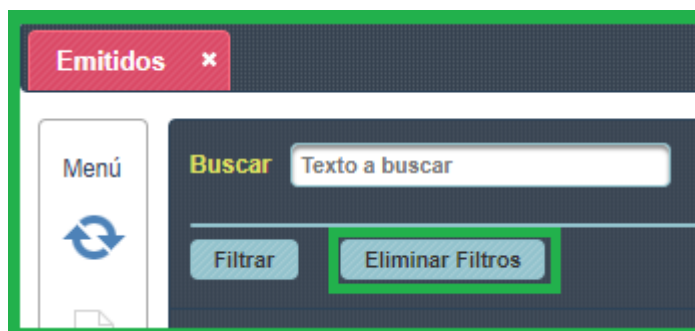 Emitidos ×
Menú
Buscar Texto a buscar
Filtrar Eliminar Filtros